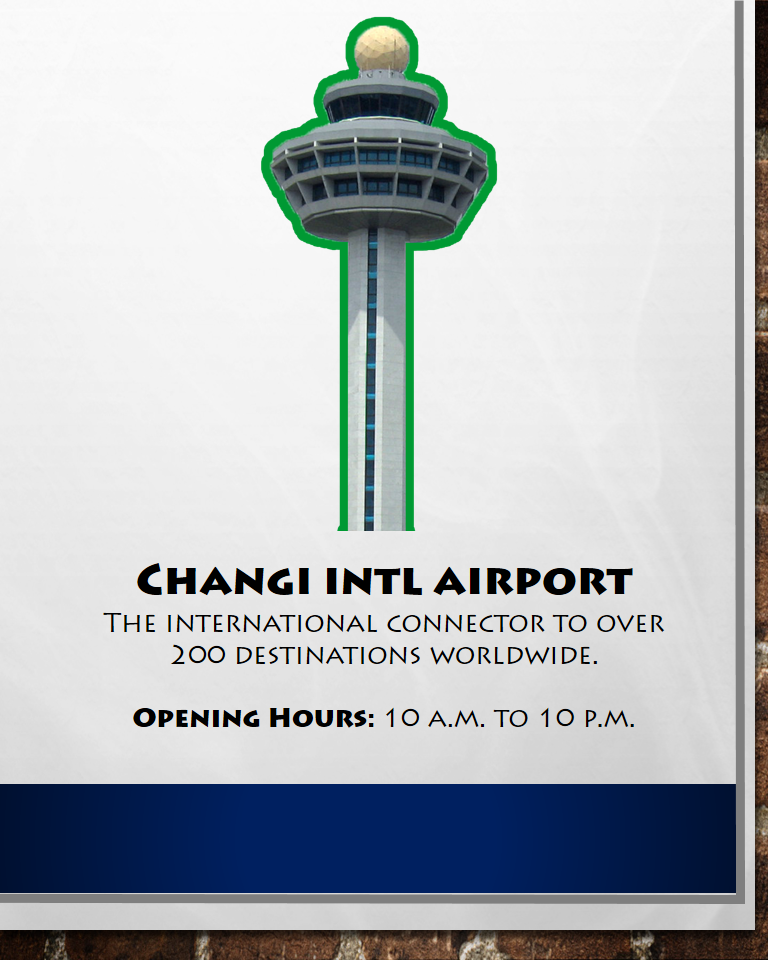 Changi Intl Airport
The international connector to over
200 destinations worldwide.
Opening Hours: 10 a.m. to 10 p.m.